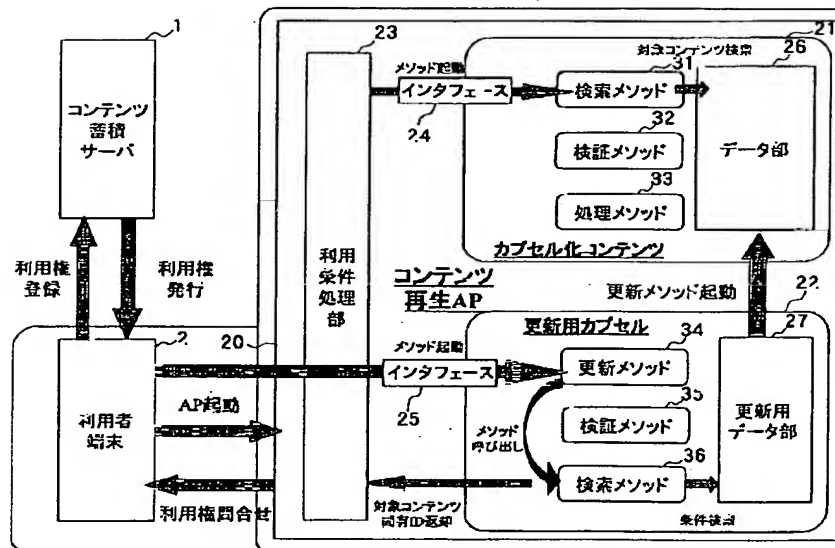 1
コンテンツ
蓄積
サーバ
利用権
登録
利用権
発行
2
利用者
端末
20
AP起動
利用権問合せ
23
利用
条件
処理
部
メソッド起動
インタフェース
24
コンテンツ
再生AP
メソッド起動
インタフェース
25
メソッド
呼び出し
対象コンテンツ
固有ID返却
21
対象コンテンツ検索
31
検索メソッド
32
検証メソッド
33
処理メソッド
26
データ部
カプセル化コンテンツ
更新メソッド起動
22
更新用カプセル
34
更新メソッド
35
検証メソッド
36
検索メソッド
27
更新用
データ部
条件検索